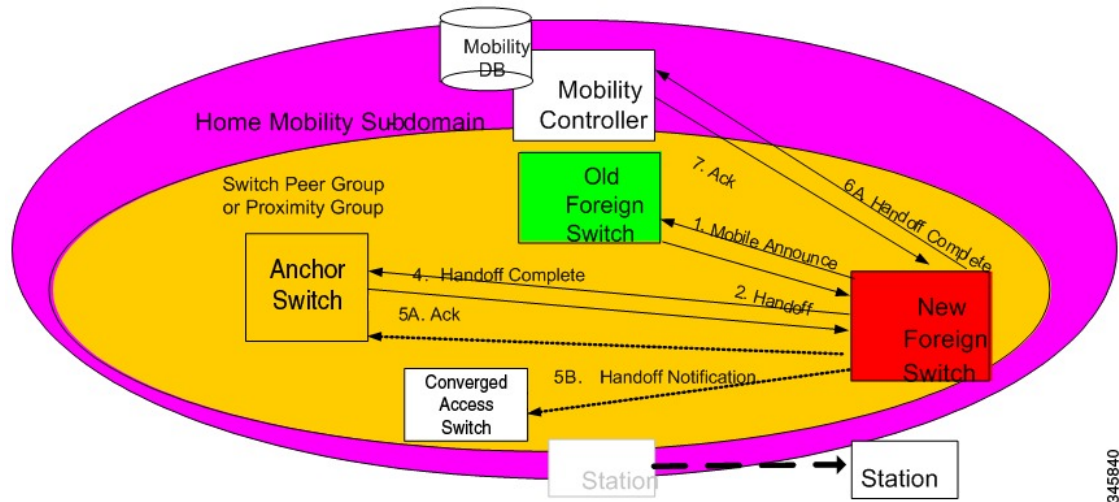 Mobility
DB
Mobility
Controller
Home Mobility Subdomain
Switch Peer Group
or Proximity Group
Old
Foreign
Switch
7. Ack
6A Handoff Complete
1. Mobile Announce
Anchor
Switch
4. Handoff Complete
2. Handoff
5A. Ack
New
Foreign
Switch
5B. Handoff Notification
Converged
Access
Switch
Station
Station
345840